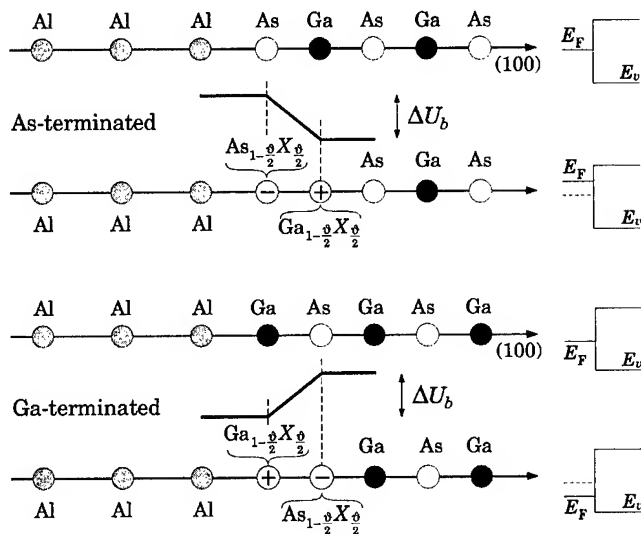 Al Al Al As Ga As Ga As
(100)
E_F
E_v
As-terminated
ΔU_b
As_{1-ϑ/2}X_{ϑ/2}
As Ga As
Al Al Al
Ga_{1-ϑ/2}X_{ϑ/2}
E_F
E_v
Al Al Al Ga As Ga As Ga
(100)
E_F
E_v
Ga-terminated
ΔU_b
Ga_{1-ϑ/2}X_{ϑ/2}
+ −
Ga As Ga
Al Al Al
As_{1-ϑ/2}X_{ϑ/2}
E_F
E_v